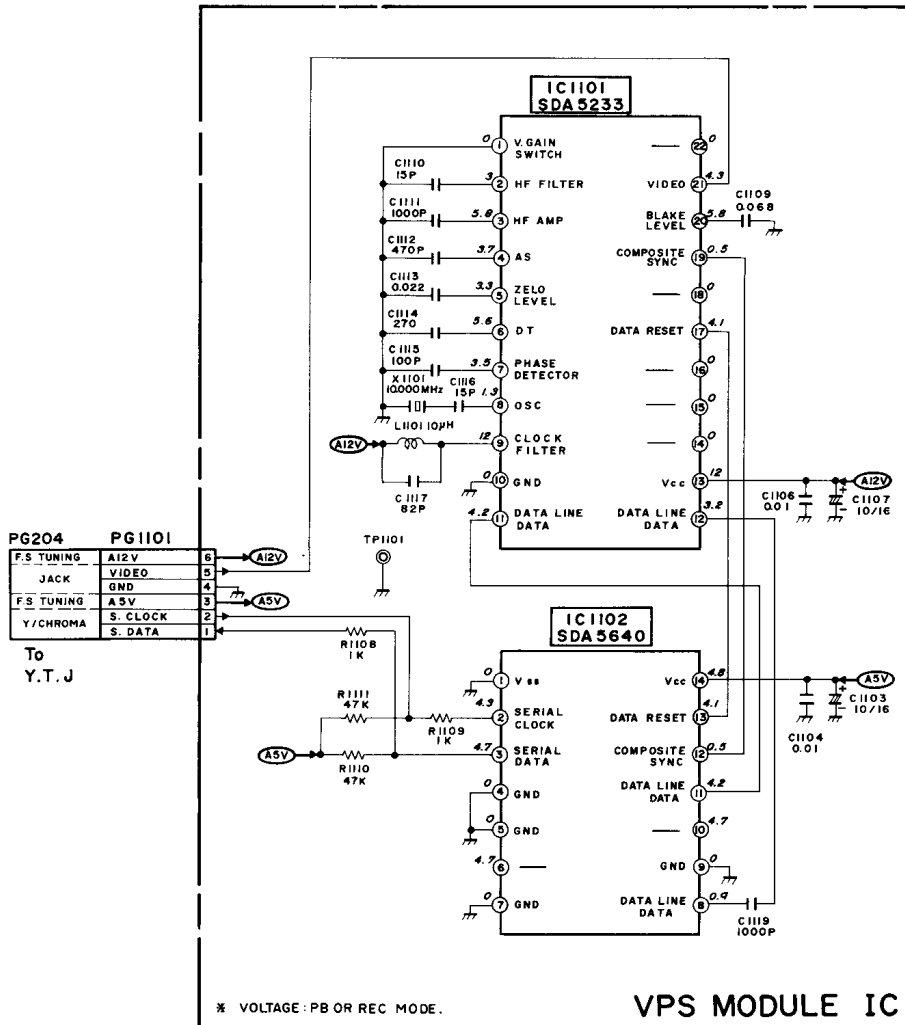 IC1101
SDA5233
0 1 V.GAIN SWITCH
C1110
15P
3 2 HF FILTER
C1111
1000P
5.8 3 HF AMP
C1112
470P
3.7 4 AS
C1113
0.022
3.3 5 ZELO LEVEL
C1114
270
5.6 6 DT
C1115
100P
3.5 7 PHASE DETECTOR
X1101
10.000MHz
C1116
15P
1.3 8 OSC
L1101 10µH
A12V
12 9 CLOCK FILTER
C1117
82P
0 10 GND
4.2 11 DATA LINE DATA
22 0
VIDEO 21 4.3
BLAKE LEVEL 20 5.8
C1109
0.068
COMPOSITE SYNC 19 0.5
18 0
DATA RESET 17 4.1
16 0
15 0
14 0
Vcc 13 12
A12V
C1106
0.01
C1107
10/16
+
-
DATA LINE DATA 12 3.2
PG204 PG1101
F.S TUNING A12V 6 A12V
JACK VIDEO 5
GND 4
F.S TUNING A5V 3 A5V
Y/CHROMA S. CLOCK 2
S. DATA 1
To
Y.T.J
TP1101
R1108
1K
R1111
47K
R1109
1K
A5V
R1110
47K
IC1102
SDA5640
0 1 Vss
4.3 2 SERIAL CLOCK
4.7 3 SERIAL DATA
0 4 GND
0 5 GND
4.7 6
0 7 GND
Vcc 14 4.8
A5V
C1104
0.01
C1103
10/16
+
-
DATA RESET 13 4.1
COMPOSITE SYNC 12 0.5
DATA LINE DATA 11 4.2
10 4.7
GND 9 0
DATA LINE DATA 8 0.9
C1119
1000P
※ VOLTAGE: PB OR REC MODE.
VPS MODULE IC